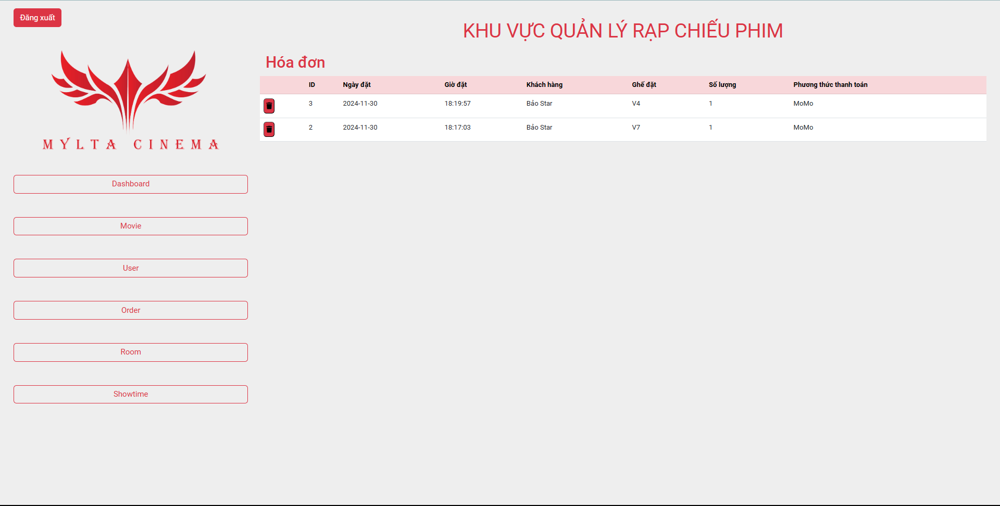 Đăng xuất
KHU VỰC QUẢN LÝ RẠP CHIẾU PHIM
MYLTA CINEMA
Hóa đơn
ID Ngày đặt Giờ đặt Khách hàng Ghế đặt Số lượng Phương thức thanh toán
3 2024-11-30 18:19:57 Bảo Star V4 1 MoMo
2 2024-11-30 18:17:03 Bảo Star V7 1 MoMo
Dashboard
Movie
User
Order
Room
Showtime